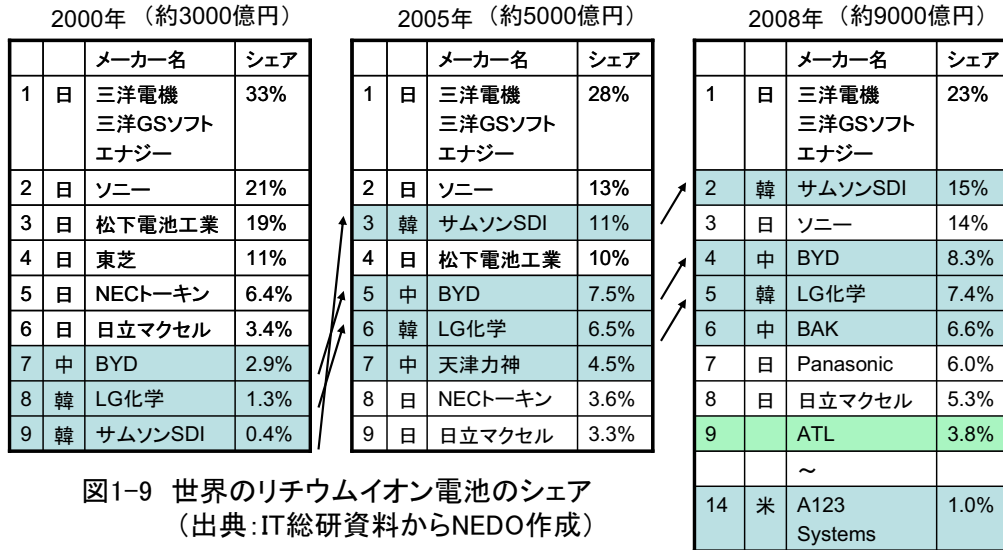 2000年 （約3000億円）
メーカー名 シェア
1 日 三洋電機 33%
三洋GSソフト
エナジー
2 日 ソニー 21%
3 日 松下電池工業 19%
4 日 東芝 11%
5 日 NECトーキン 6.4%
6 日 日立マクセル 3.4%
7 中 BYD 2.9%
8 韓 LG化学 1.3%
9 韓 サムソンSDI 0.4%
2005年 （約5000億円）
メーカー名 シェア
1 日 三洋電機 28%
三洋GSソフト
エナジー
2 日 ソニー 13%
3 韓 サムソンSDI 11%
4 日 松下電池工業 10%
5 中 BYD 7.5%
6 韓 LG化学 6.5%
7 中 天津力神 4.5%
8 日 NECトーキン 3.6%
9 日 日立マクセル 3.3%
2008年 （約9000億円）
メーカー名 シェア
1 日 三洋電機 23%
三洋GSソフト
エナジー
2 韓 サムソンSDI 15%
3 日 ソニー 14%
4 中 BYD 8.3%
5 韓 LG化学 7.4%
6 中 BAK 6.6%
7 日 Panasonic 6.0%
8 日 日立マクセル 5.3%
9 ATL 3.8%
～
14 米 A123 1.0%
Systems
図1-9 世界のリチウムイオン電池のシェア
（出典：IT総研資料からNEDO作成）